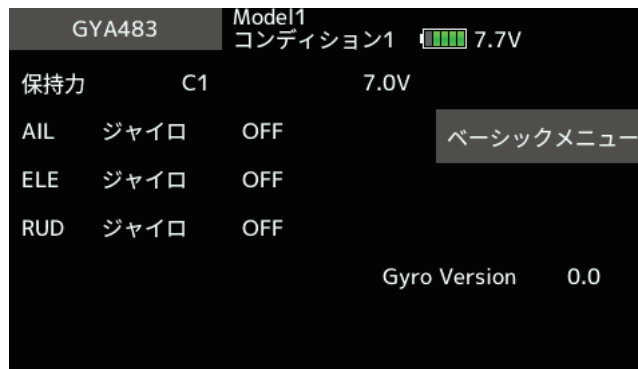 GYA483
Model1
コンディション1 7.7V
保持力 C1 7.0V
AIL ジャイロ OFF
ベーシックメニュー
ELE ジャイロ OFF
RUD ジャイロ OFF
Gyro Version 0.0